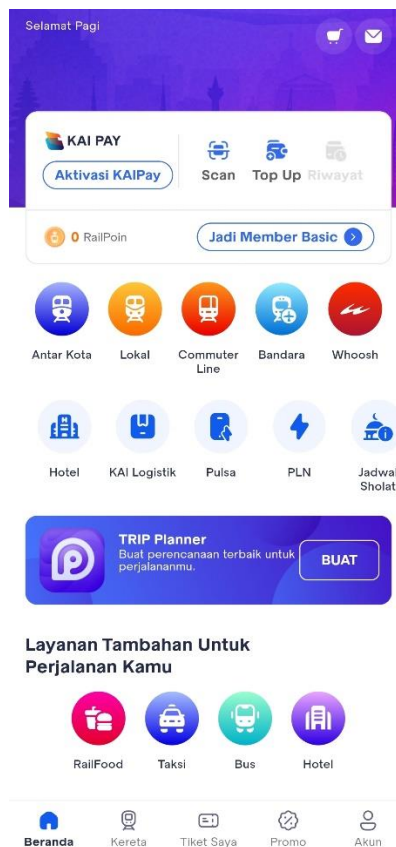 Selamat Pagi
KAI PAY
Aktivasi KAIPay
Scan
Top Up
Riwayat
0 RailPoin
Jadi Member Basic
Antar Kota
Lokal
Commuter
Line
Bandara
Whoosh
Hotel
KAI Logistik
Pulsa
PLN
Jadwal
Sholat
TRIP Planner
Buat perencanaan terbaik untuk
perjalananmu.
BUAT
Layanan Tambahan Untuk
Perjalanan Kamu
RailFood
Taksi
Bus
Hotel
Beranda
Kereta
Tiket Saya
Promo
Akun